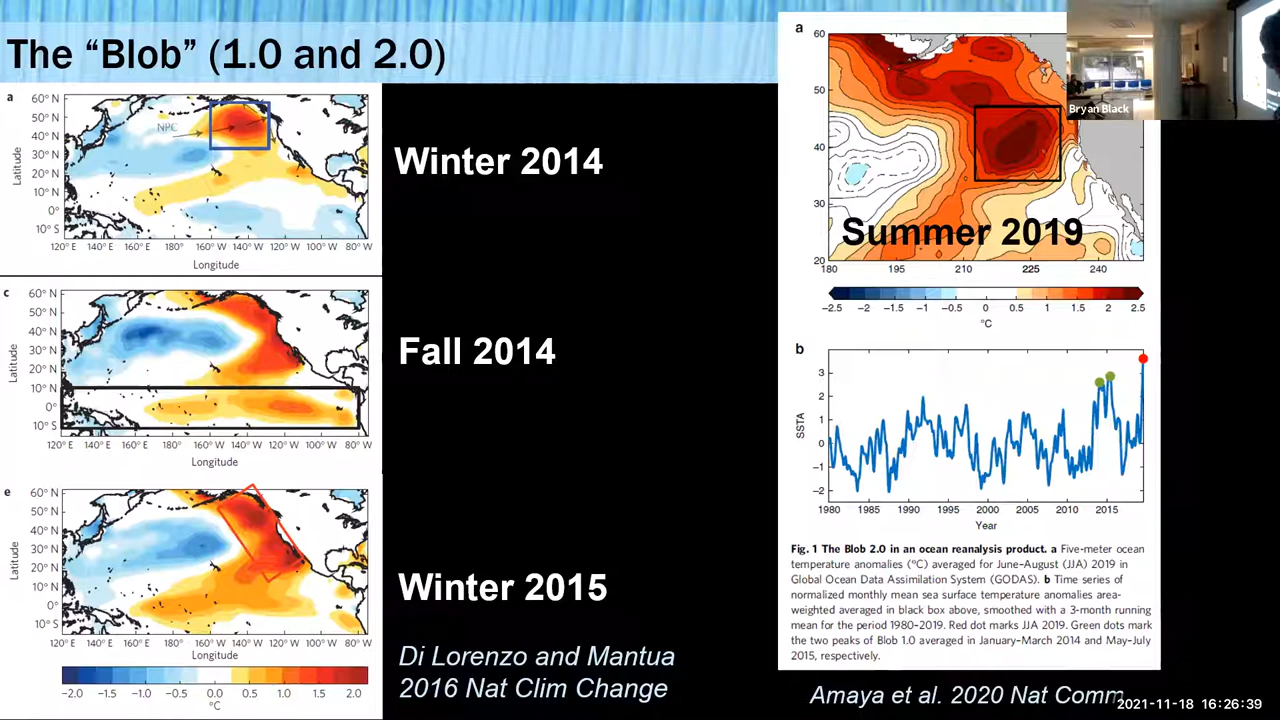 The “Blob” (1.0 and 2.0)
a
60° N
50° N
40° N
30° N
20° N
10° N
0°
10° S
Latitude
NPC
120° E 140° E 160° E 180° 160° W 140° W 120° W 100° W 80° W
Longitude
Winter 2014
c
60° N
50° N
40° N
30° N
20° N
10° N
0°
10° S
Latitude
120° E 140° E 160° E 180° 160° W 140° W 120° W 100° W 80° W
Longitude
Fall 2014
e
60° N
50° N
40° N
30° N
20° N
10° N
0°
10° S
Latitude
120° E 140° E 160° E 180° 160° W 140° W 120° W 100° W 80° W
Longitude
−2.0 −1.5 −1.0 −0.5 0.0 0.5 1.0 1.5 2.0
°C
Winter 2015
Di Lorenzo and Mantua
2016 Nat Clim Change
a
60
50
40
30
20
Summer 2019
180 195 210 225 240
−2.5 −2 −1.5 −1 −0.5 0 0.5 1 1.5 2 2.5
°C
b
3
2
1
0
−1
−2
SSTA
1980 1985 1990 1995 2000 2005 2010 2015
Year
Fig. 1 The Blob 2.0 in an ocean reanalysis product. a Five-meter ocean
temperature anomalies (°C) averaged for June–August (JJA) 2019 in
Global Ocean Data Assimilation System (GODAS). b Time series of
normalized monthly mean sea surface temperature anomalies area-
weighted averaged in black box above, smoothed with a 3-month running
mean for the period 1980–2019. Red dot marks JJA 2019. Green dots mark
the two peaks of Blob 1.0 averaged in January–March 2014 and May–July
2015, respectively.
Amaya et al. 2020 Nat Comm
Bryan Black
2021-11-18 16:26:39